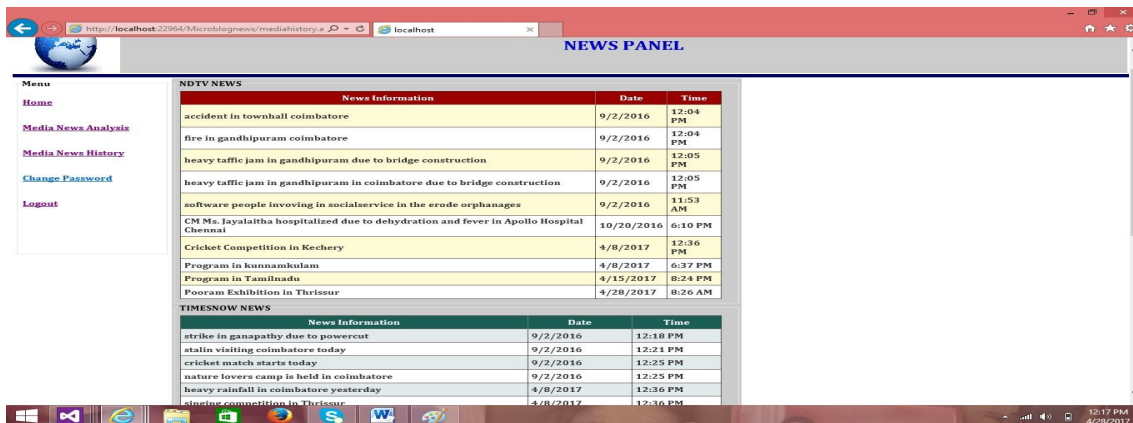 http://localhost:22964/Microblognews/mediahistory.a
localhost
NEWS PANEL
Menu
Home
Media News Analysis
Media News History
Change Password
Logout
NDTV NEWS
News Information Date Time
accident in townhall coimbatore 9/2/2016 12:04 PM
fire in gandhipuram coimbatore 9/2/2016 12:04 PM
heavy taffic jam in gandhipuram due to bridge construction 9/2/2016 12:05 PM
heavy taffic jam in gandhipuram in coimbatore due to bridge construction 9/2/2016 12:05 PM
software people invoving in socialservice in the erode orphanages 9/2/2016 11:53 AM
CM Ms. Jayalaitha hospitalized due to dehydration and fever in Apollo Hospital
Chennai 10/20/2016 6:10 PM
Cricket Competition in Kechery 4/8/2017 12:36 PM
Program in kunnamkulam 4/8/2017 6:37 PM
Program in Tamilnadu 4/15/2017 8:24 PM
Pooram Exhibition in Thrissur 4/28/2017 8:26 AM
TIMESNOW NEWS
News Information Date Time
strike in ganapathy due to powercut 9/2/2016 12:18 PM
stalin visiting coimbatore today 9/2/2016 12:21 PM
cricket match starts today 9/2/2016 12:25 PM
nature lovers camp is held in coimbatore 9/2/2016 12:25 PM
heavy rainfall in coimbatore yesterday 4/8/2017 12:36 PM
singing competition in Thrissur 4/8/2017 12:36 PM
12:17 PM
4/28/2017